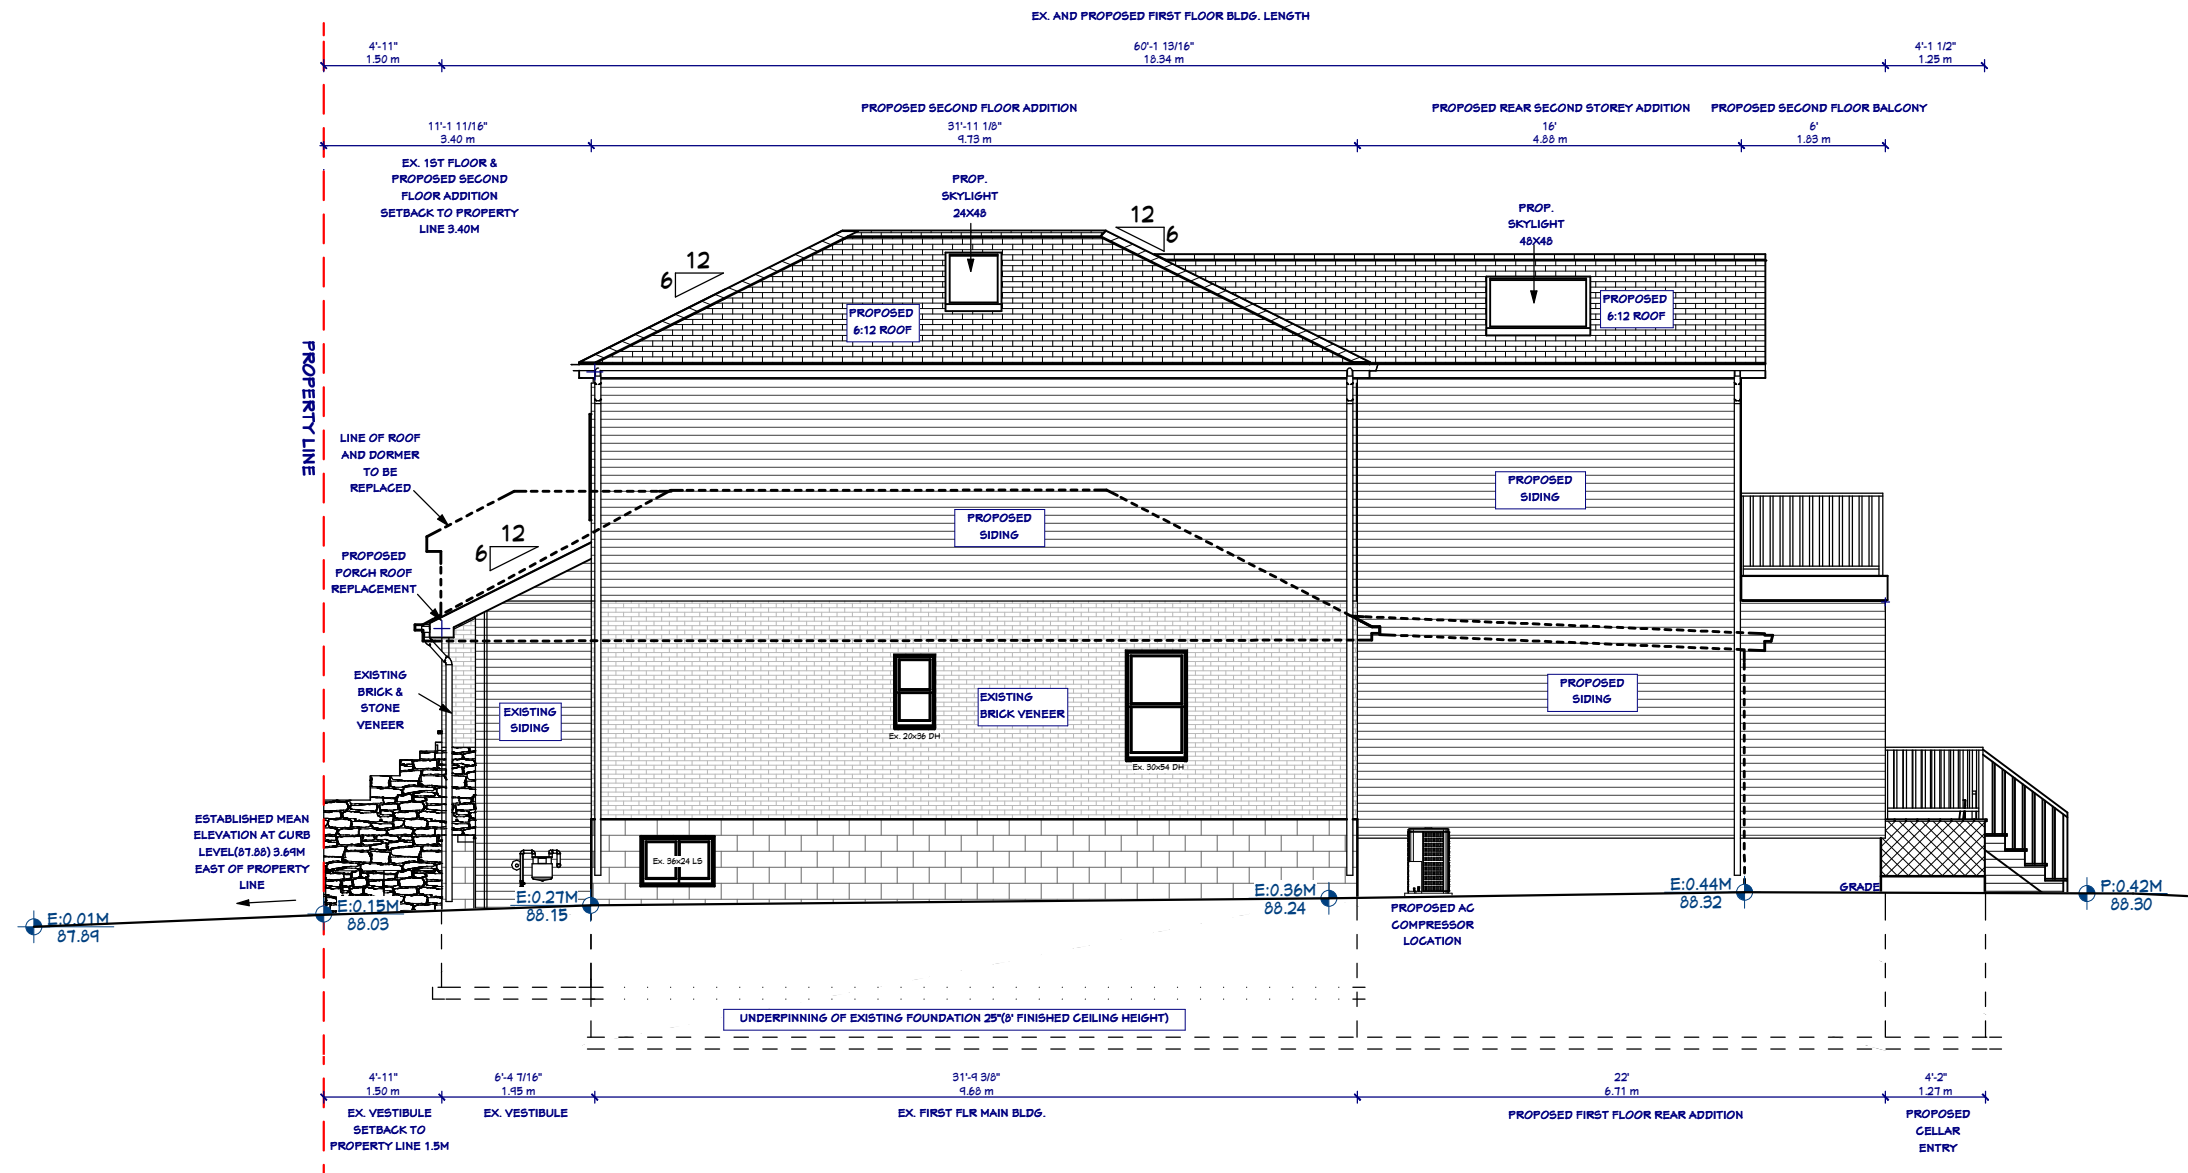 EX. AND PROPOSED FIRST FLOOR BLDG. LENGTH
4'-11"
1.50 m
60'-1 13/16"
18.34 m
4'-1 1/2"
1.25 m
PROPOSED SECOND FLOOR ADDITION
PROPOSED REAR SECOND STOREY ADDITION
PROPOSED SECOND FLOOR BALCONY
11'-1 11/16"
3.40 m
31'-11 1/8"
9.73 m
16'
4.88 m
6'
1.83 m
EX. 1ST FLOOR &
PROPOSED SECOND
FLOOR ADDITION
SETBACK TO PROPERTY
LINE 3.40M
PROP.
SKYLIGHT
24X48
PROP.
SKYLIGHT
48X48
12
6
12
6
PROPOSED
6:12 ROOF
PROPOSED
6:12 ROOF
PROPERTY LINE
LINE OF ROOF
AND DORMER
TO BE
REPLACED
PROPOSED
SIDING
PROPOSED
SIDING
12
6
PROPOSED
PORCH ROOF
REPLACEMENT
EXISTING
BRICK &
STONE
VENEER
EXISTING
SIDING
EXISTING
BRICK VENEER
PROPOSED
SIDING
Ex. 20x36 DH
Ex. 30x54 DH
Ex. 36x24 LS
ESTABLISHED MEAN
ELEVATION AT CURB
LEVEL(87.88) 3.69M
EAST OF PROPERTY
LINE
E:0.01M
87.89
E:0.15M
88.03
E:0.27M
88.15
E:0.36M
88.24
PROPOSED AC
COMPRESSOR
LOCATION
E:0.44M
88.32
GRADE
P:0.42M
88.30
UNDERPINNING OF EXISTING FOUNDATION 25"(8' FINISHED CEILING HEIGHT)
4'-11"
1.50 m
6'-4 7/16"
1.95 m
31'-9 3/8"
9.68 m
22'
6.71 m
4'-2"
1.27 m
EX. VESTIBULE
SETBACK TO
PROPERTY LINE 1.5M
EX. VESTIBULE
EX. FIRST FLR MAIN BLDG.
PROPOSED FIRST FLOOR REAR ADDITION
PROPOSED
CELLAR
ENTRY